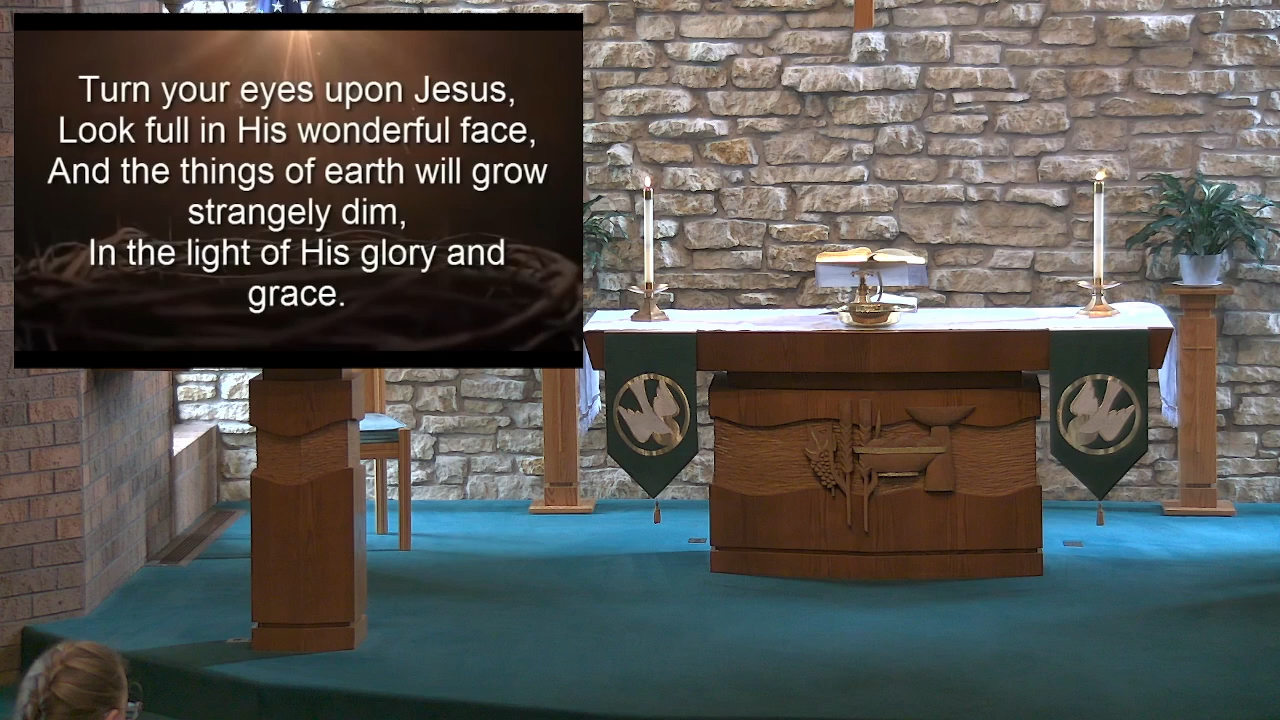 Turn your eyes upon Jesus,
Look full in His wonderful face,
And the things of earth will grow
strangely dim,
In the light of His glory and
grace.